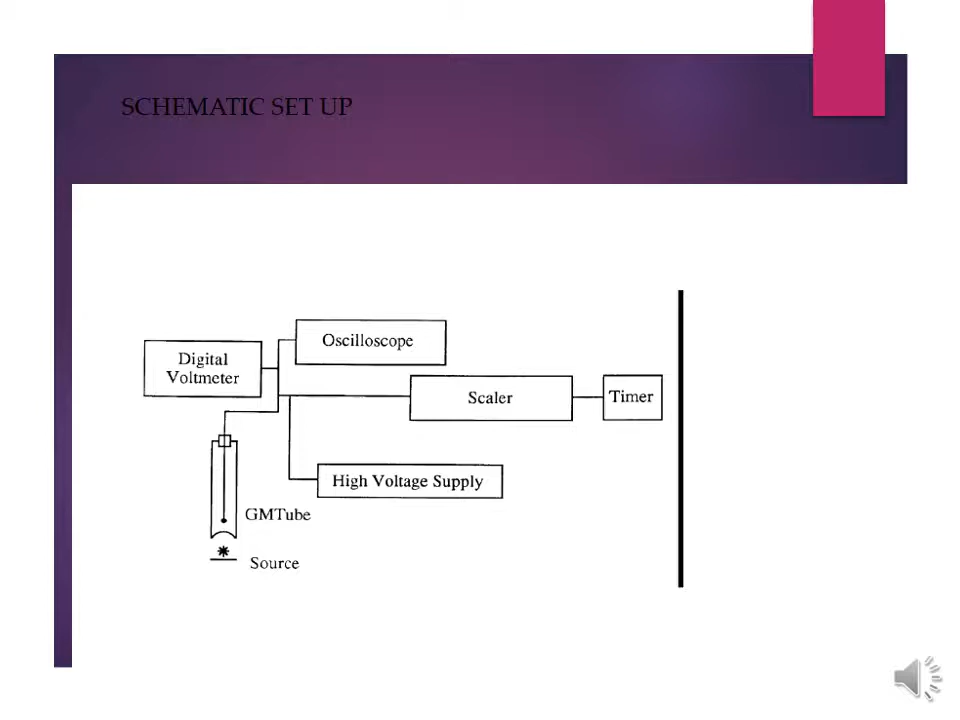 SCHEMATIC SET UP
Oscilloscope
Digital
Voltmeter
Scaler
Timer
High Voltage Supply
GMTube
Source